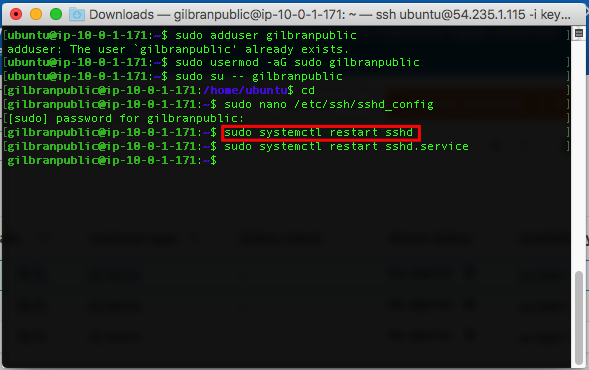 Downloads — gilbranpublic@ip-10-0-1-171: ~ — ssh ubuntu@54.235.1.115 -i key...
[ubuntu@ip-10-0-1-171:~$ sudo adduser gilbranpublic ]
adduser: The user `gilbranpublic' already exists.
[ubuntu@ip-10-0-1-171:~$ sudo usermod -aG sudo gilbranpublic ]
[ubuntu@ip-10-0-1-171:~$ sudo su -- gilbranpublic ]
[gilbranpublic@ip-10-0-1-171:/home/ubuntu$ cd ]
[gilbranpublic@ip-10-0-1-171:~$ sudo nano /etc/ssh/sshd_config ]
[[sudo] password for gilbranpublic: ]
[gilbranpublic@ip-10-0-1-171:~$ sudo systemctl restart sshd ]
[gilbranpublic@ip-10-0-1-171:~$ sudo systemctl restart sshd.service ]
gilbranpublic@ip-10-0-1-171:~$